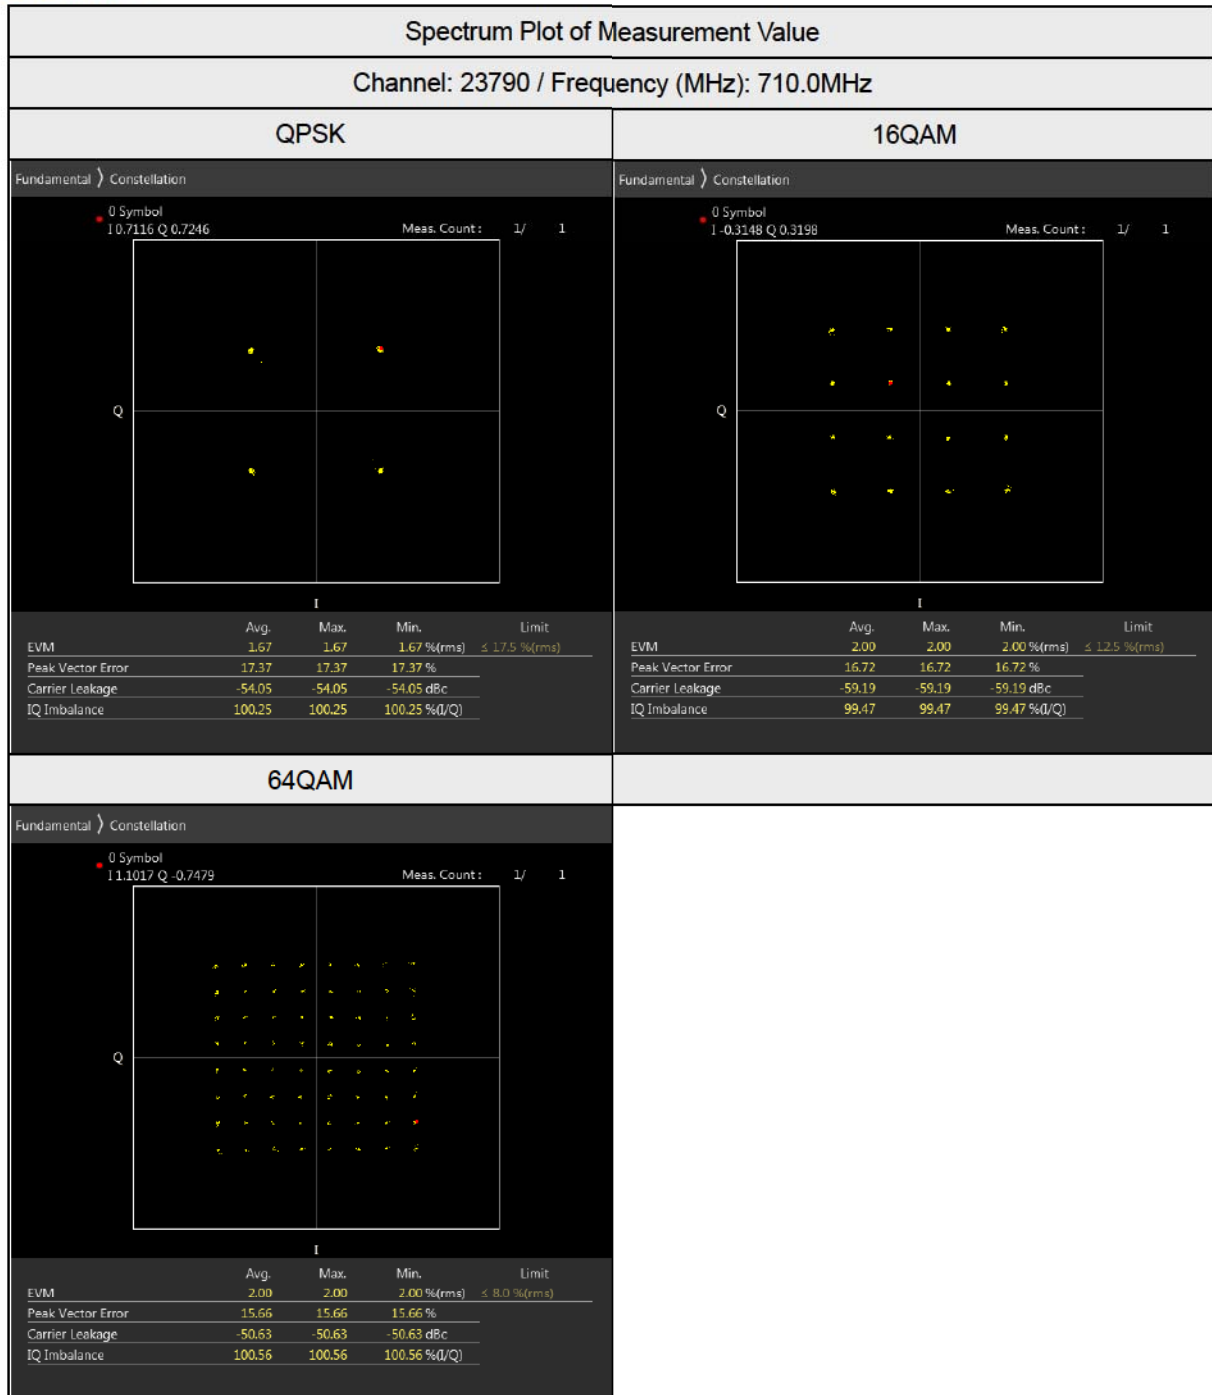 Spectrum Plot of Measurement Value
Channel: 23790 / Frequency (MHz): 710.0MHz
QPSK
Fundamental ⟩ Constellation
0 Symbol
I 0.7116 Q 0.7246 Meas. Count : 1/ 1
Q
I
Avg. Max. Min. Limit
EVM 1.67 1.67 1.67 %(rms) ≤ 17.5 %(rms)
Peak Vector Error 17.37 17.37 17.37 %
Carrier Leakage -54.05 -54.05 -54.05 dBc
IQ Imbalance 100.25 100.25 100.25 %(I/Q)
16QAM
Fundamental ⟩ Constellation
0 Symbol
I -0.3148 Q 0.3198 Meas. Count : 1/ 1
Q
I
Avg. Max. Min. Limit
EVM 2.00 2.00 2.00 %(rms) ≤ 12.5 %(rms)
Peak Vector Error 16.72 16.72 16.72 %
Carrier Leakage -59.19 -59.19 -59.19 dBc
IQ Imbalance 99.47 99.47 99.47 %(I/Q)
64QAM
Fundamental ⟩ Constellation
0 Symbol
I 1.1017 Q -0.7479 Meas. Count : 1/ 1
Q
I
Avg. Max. Min. Limit
EVM 2.00 2.00 2.00 %(rms) ≤ 8.0 %(rms)
Peak Vector Error 15.66 15.66 15.66 %
Carrier Leakage -50.63 -50.63 -50.63 dBc
IQ Imbalance 100.56 100.56 100.56 %(I/Q)